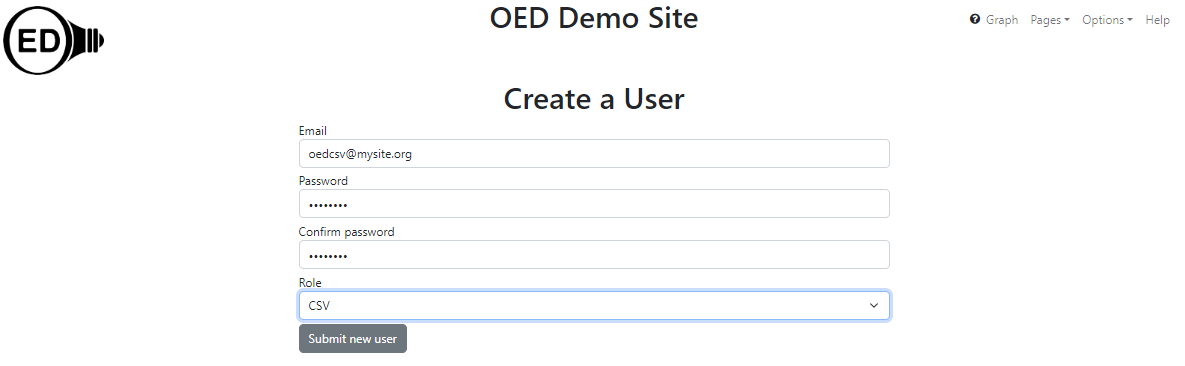 ED
OED Demo Site
Graph Pages Options Help
Create a User
Email
oedcsv@mysite.org
Password
••••••••
Confirm password
••••••••
Role
CSV
Submit new user